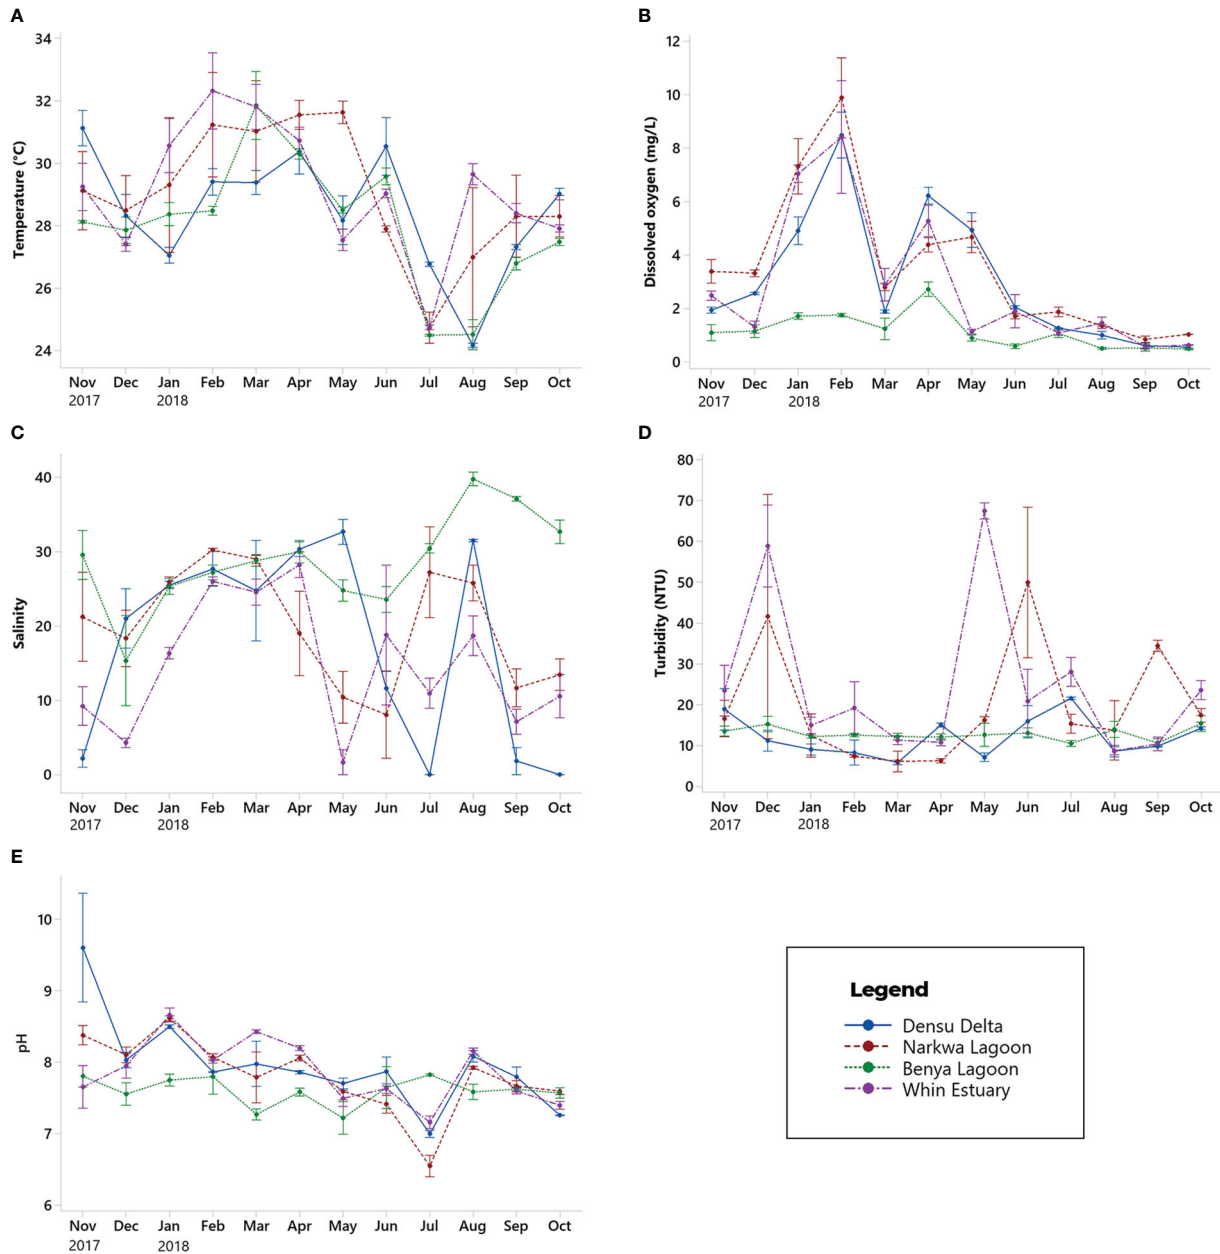 A
Temperature (°C)
34
32
30
28
26
24
Nov Dec Jan Feb Mar Apr May Jun Jul Aug Sep Oct
2017 2018
B
Dissolved oxygen (mg/L)
12
10
8
6
4
2
0
Nov Dec Jan Feb Mar Apr May Jun Jul Aug Sep Oct
2017 2018
C
Salinity
40
30
20
10
0
Nov Dec Jan Feb Mar Apr May Jun Jul Aug Sep Oct
2017 2018
D
Turbidity (NTU)
80
70
60
50
40
30
20
10
0
Nov Dec Jan Feb Mar Apr May Jun Jul Aug Sep Oct
2017 2018
E
pH
10
9
8
7
6
Nov Dec Jan Feb Mar Apr May Jun Jul Aug Sep Oct
2017 2018
Legend
Densu Delta
Narkwa Lagoon
Benya Lagoon
Whin Estuary